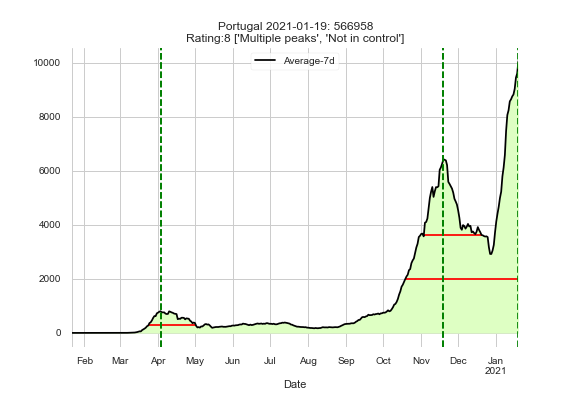 Portugal 2021-01-19: 566958
Rating:8 ['Multiple peaks', 'Not in control']
Average-7d
10000
8000
6000
4000
2000
0
Feb Mar Apr May Jun Jul Aug Sep Oct Nov Dec Jan
2021
Date